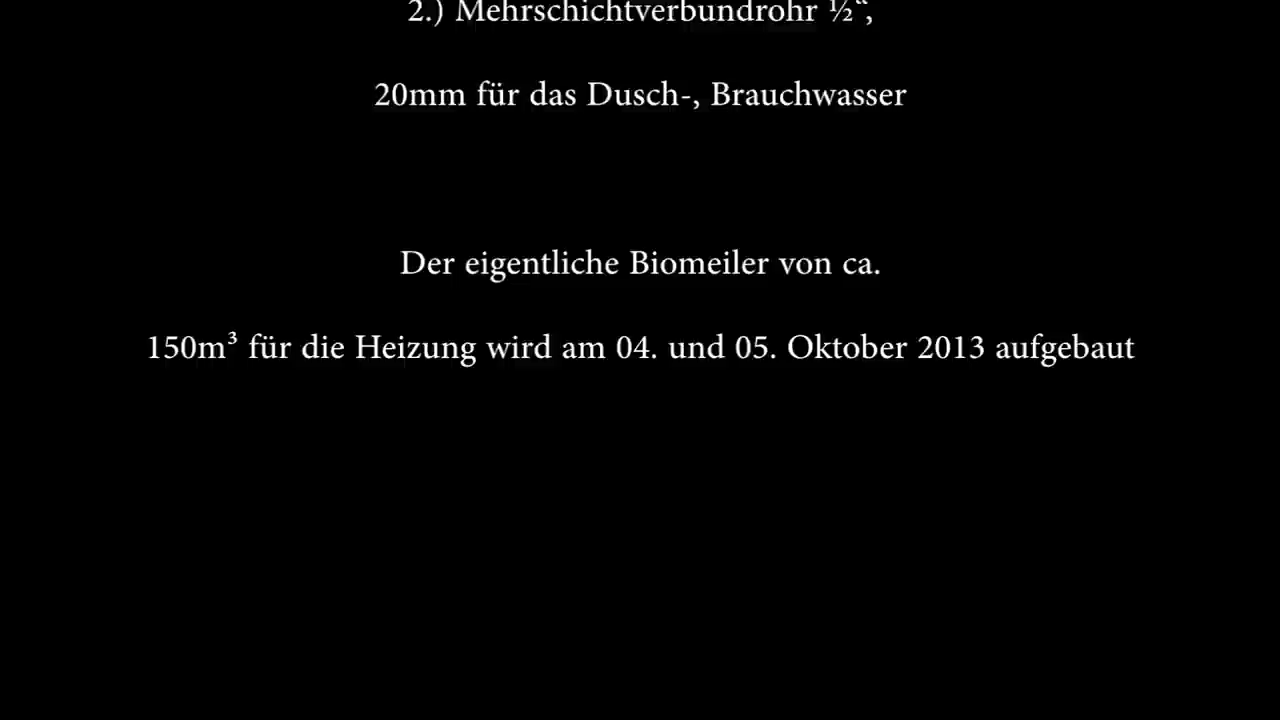 2.) Mehrschichtverbundrohr ½“,
20mm für das Dusch-, Brauchwasser
Der eigentliche Biomeiler von ca.
150m³ für die Heizung wird am 04. und 05. Oktober 2013 aufgebaut